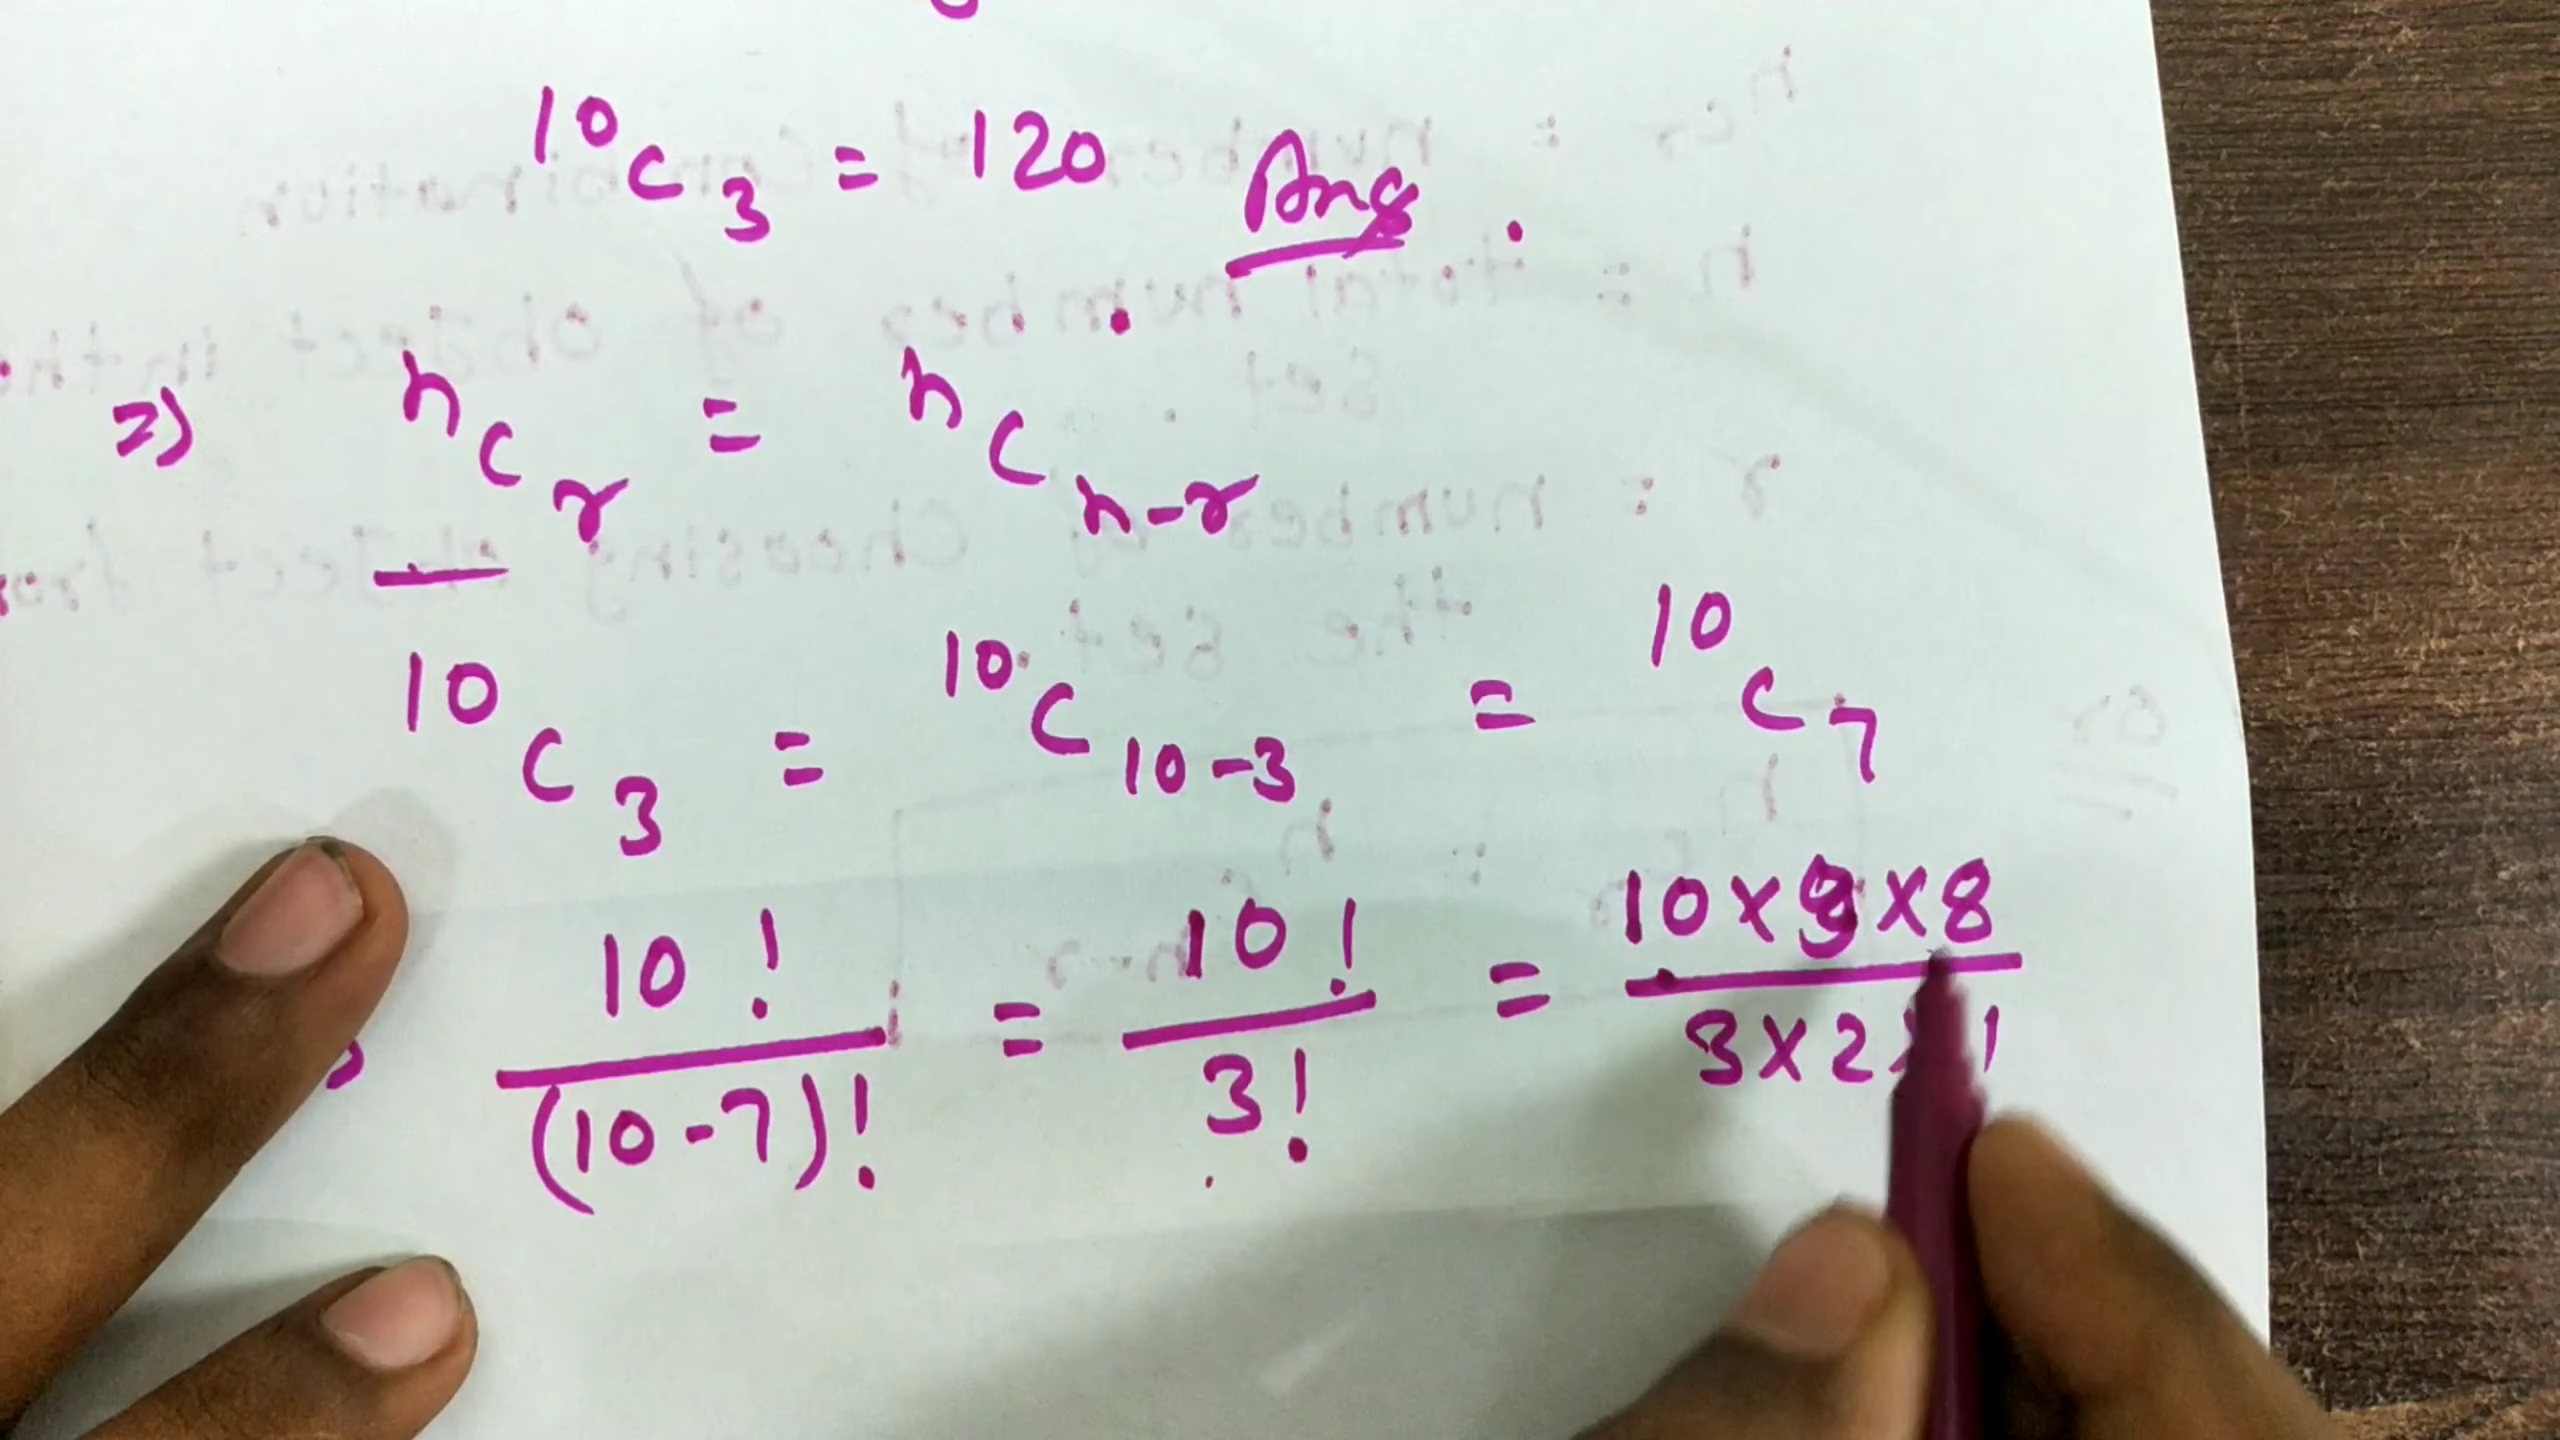 ¹⁰C₃ = 120 Ans.
⇒) ⁿCᵣ = ⁿCₙ₋ᵣ
¹⁰C₃ = ¹⁰C₁₀₋₃ = ¹⁰C₇
10! / (10-7)! = 10! / 3! = 10×9×8 / 3×2×1